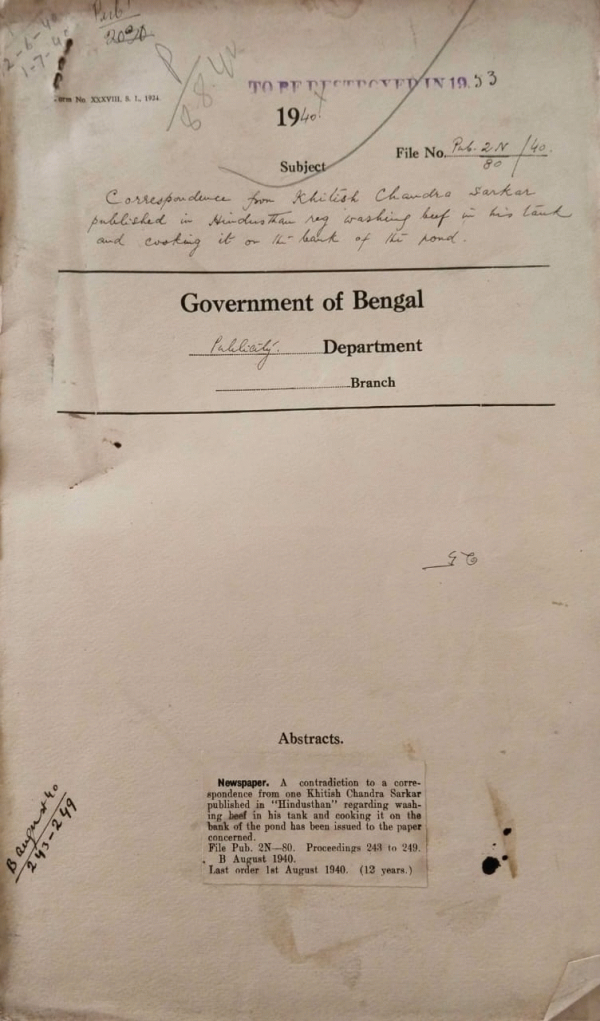 2-6-40
1-7-40
TO BE DESTROYED IN 1953
Form No. XXXVIII, S. I., 1934.
1940
File No. Pub. 2N/40.
80
Subject
Correspondence from Khitish Chandra Sarkar
published in Hindusthan reg washing beef in his tank
and cooking it on the bank of the pond.
Government of Bengal
Publicity. Department
Branch
Abstracts.
Newspaper. A contradiction to a corre-
spondence from one Khitish Chandra Sarkar
published in "Hindusthan" regarding wash-
ing beef in his tank and cooking it on the
bank of the pond has been issued to the paper
concerned.
File Pub. 2N—80. Proceedings 243 to 249.
B August 1940.
Last order 1st August 1940. (12 years.)
B August 40
243-249